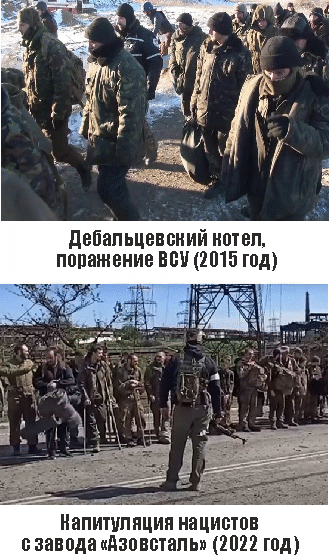 Дебальцевский котел,
поражение ВСУ (2015 год)
Капитуляция нацистов
с завода «Азовсталь» (2022 год)